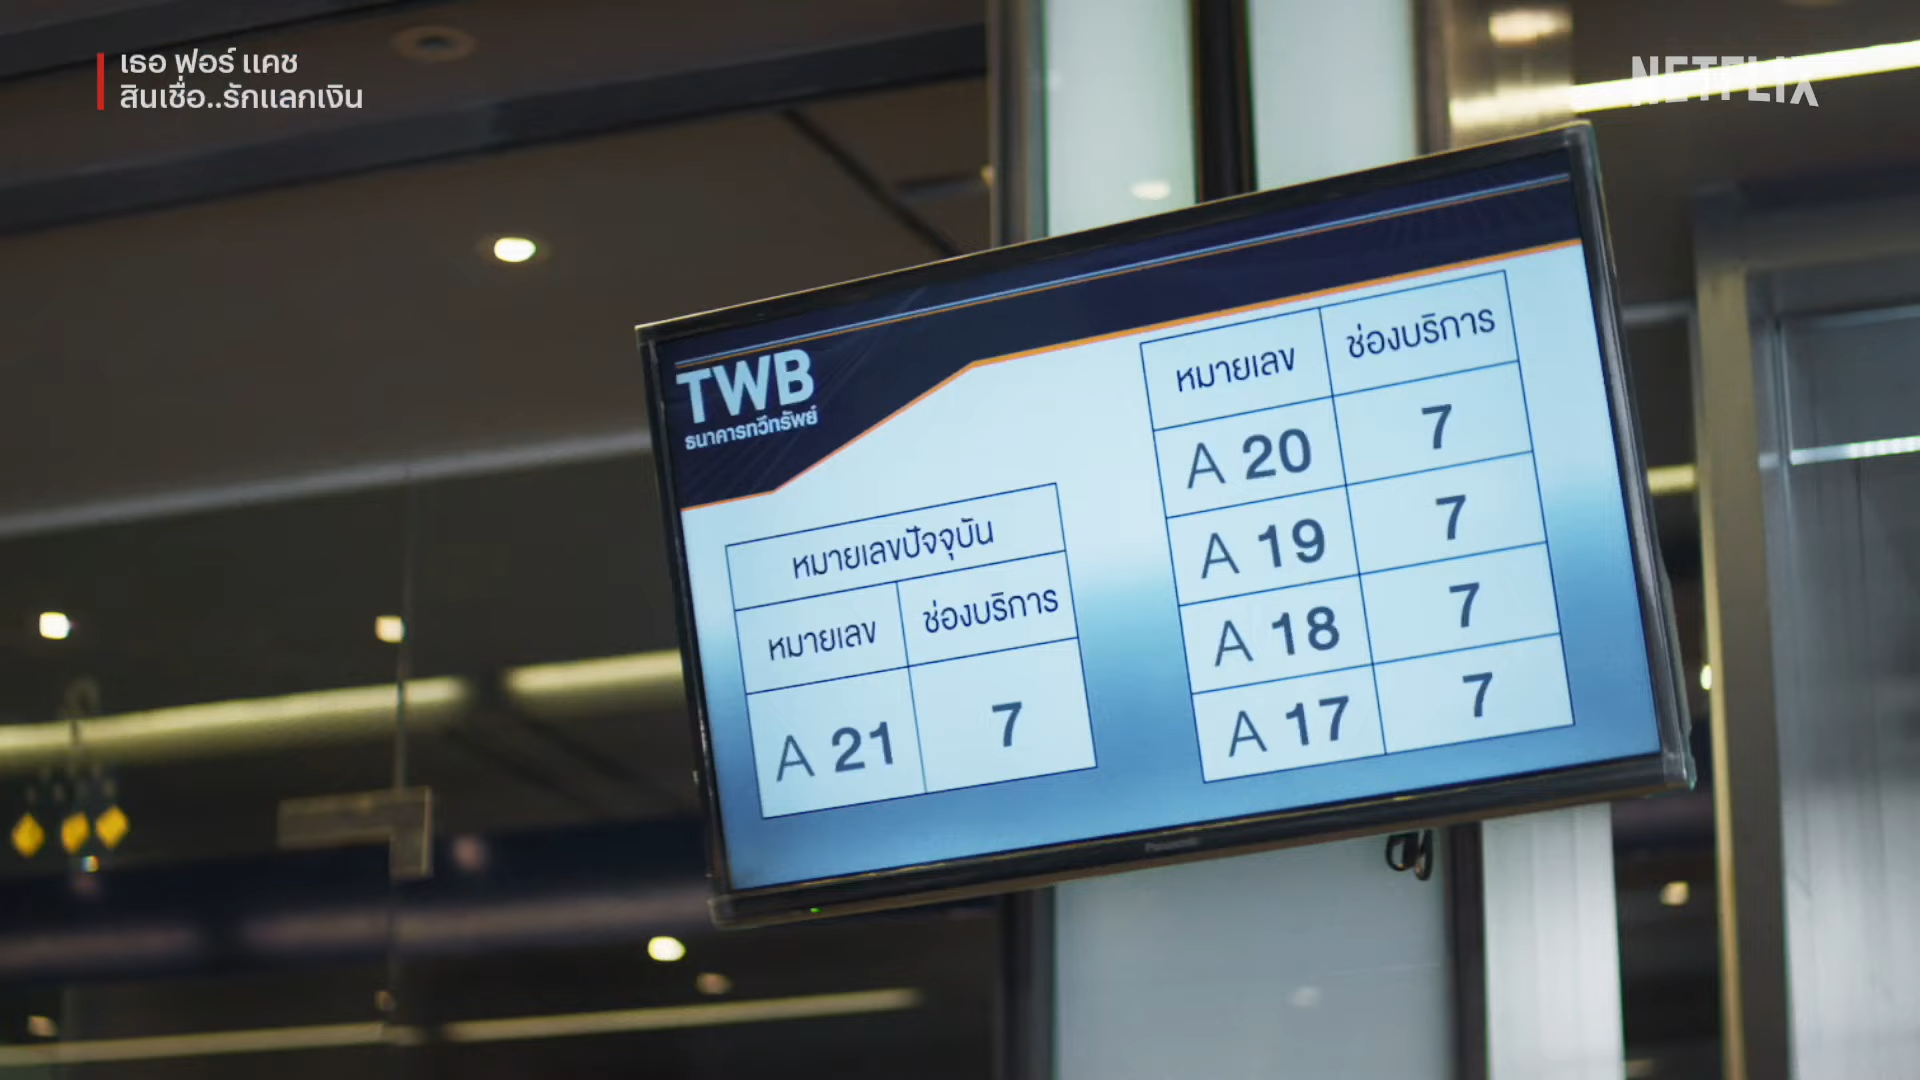 เธอ ฟอร์ แคช
สินเชื่อ..รักแลกเงิน
NETFLIX
TWB
ธนาคารทวีทรัพย์
หมายเลขปัจจุบัน
หมายเลข ช่องบริการ
A 21 7
หมายเลข ช่องบริการ
A 20 7
A 19 7
A 18 7
A 17 7
Panasonic